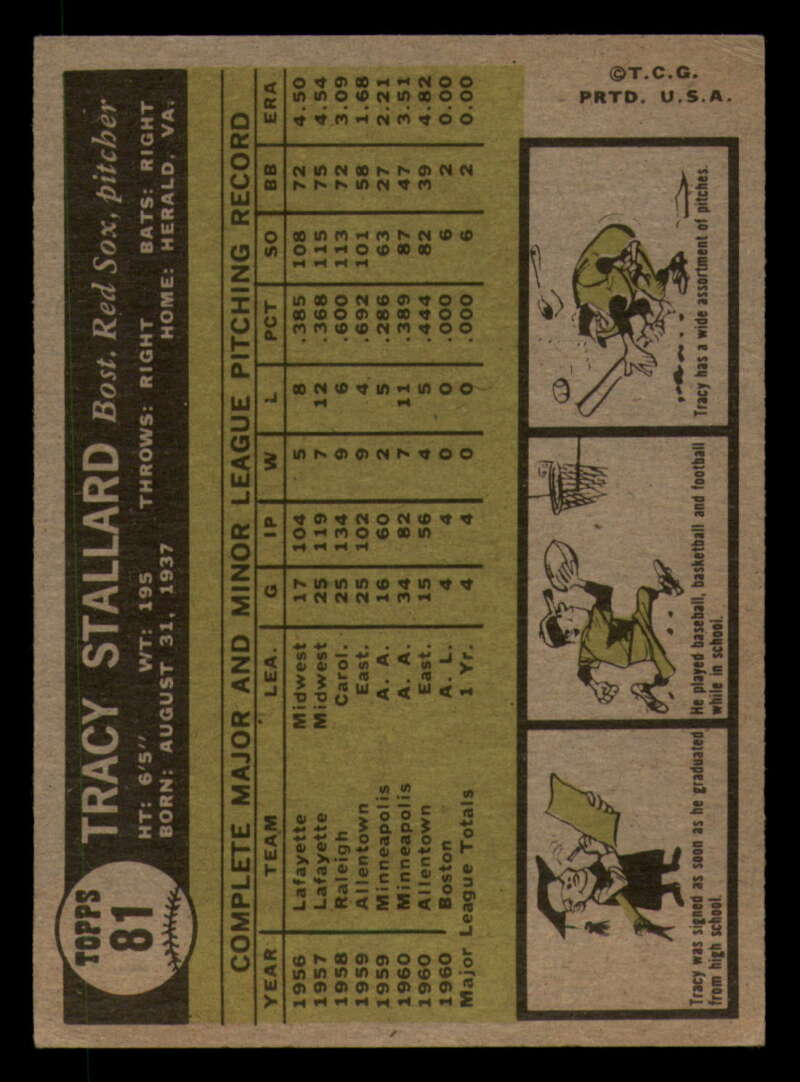 TOPPS
81
TRACY STALLARD Bost. Red Sox, pitcher
HT: 6'5" WT: 195 THROWS: RIGHT BATS: RIGHT
BORN: AUGUST 31, 1937 HOME: HERALD, VA.
COMPLETE MAJOR AND MINOR LEAGUE PITCHING RECORD
YEAR TEAM LEA. G IP W L PCT SO BB ERA
1956 Lafayette Midwest 17 104 5 8 .385 108 72 4.50
1957 Lafayette Midwest 25 119 7 12 .368 115 75 4.54
1958 Raleigh Carol. 25 134 9 6 .600 113 72 3.09
1959 Allentown East. 25 102 9 4 .692 101 58 1.68
1959 Minneapolis A. A. 16 60 2 5 .286 63 27 2.21
1960 Minneapolis A. A. 34 82 7 11 .389 87 47 3.51
1960 Allentown East. 15 56 4 5 .444 82 39 4.82
1960 Boston A. L. 4 4 0 0 .000 6 2 0.00
Major League Totals 1 Yr. 4 4 0 0 .000 6 2 0.00
Tracy was signed as soon as he graduated
from high school.
He played baseball, basketball and football
while in school.
Tracy has a wide assortment of pitches.
©T.C.G.
PRTD. U.S.A.